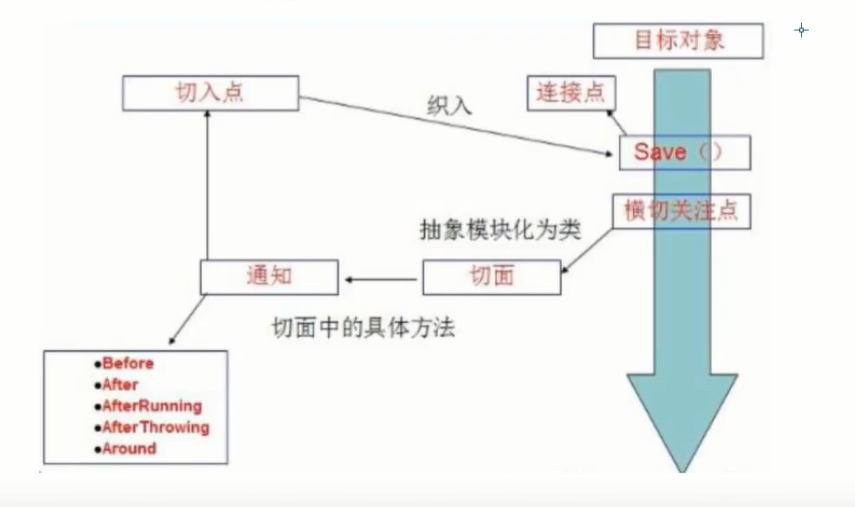 目标对象
切入点
织入
连接点
Save（）
横切关注点
抽象模块化为类
通知
切面
切面中的具体方法
●Before
●After
●AfterRunning
●AfterThrowing
●Around